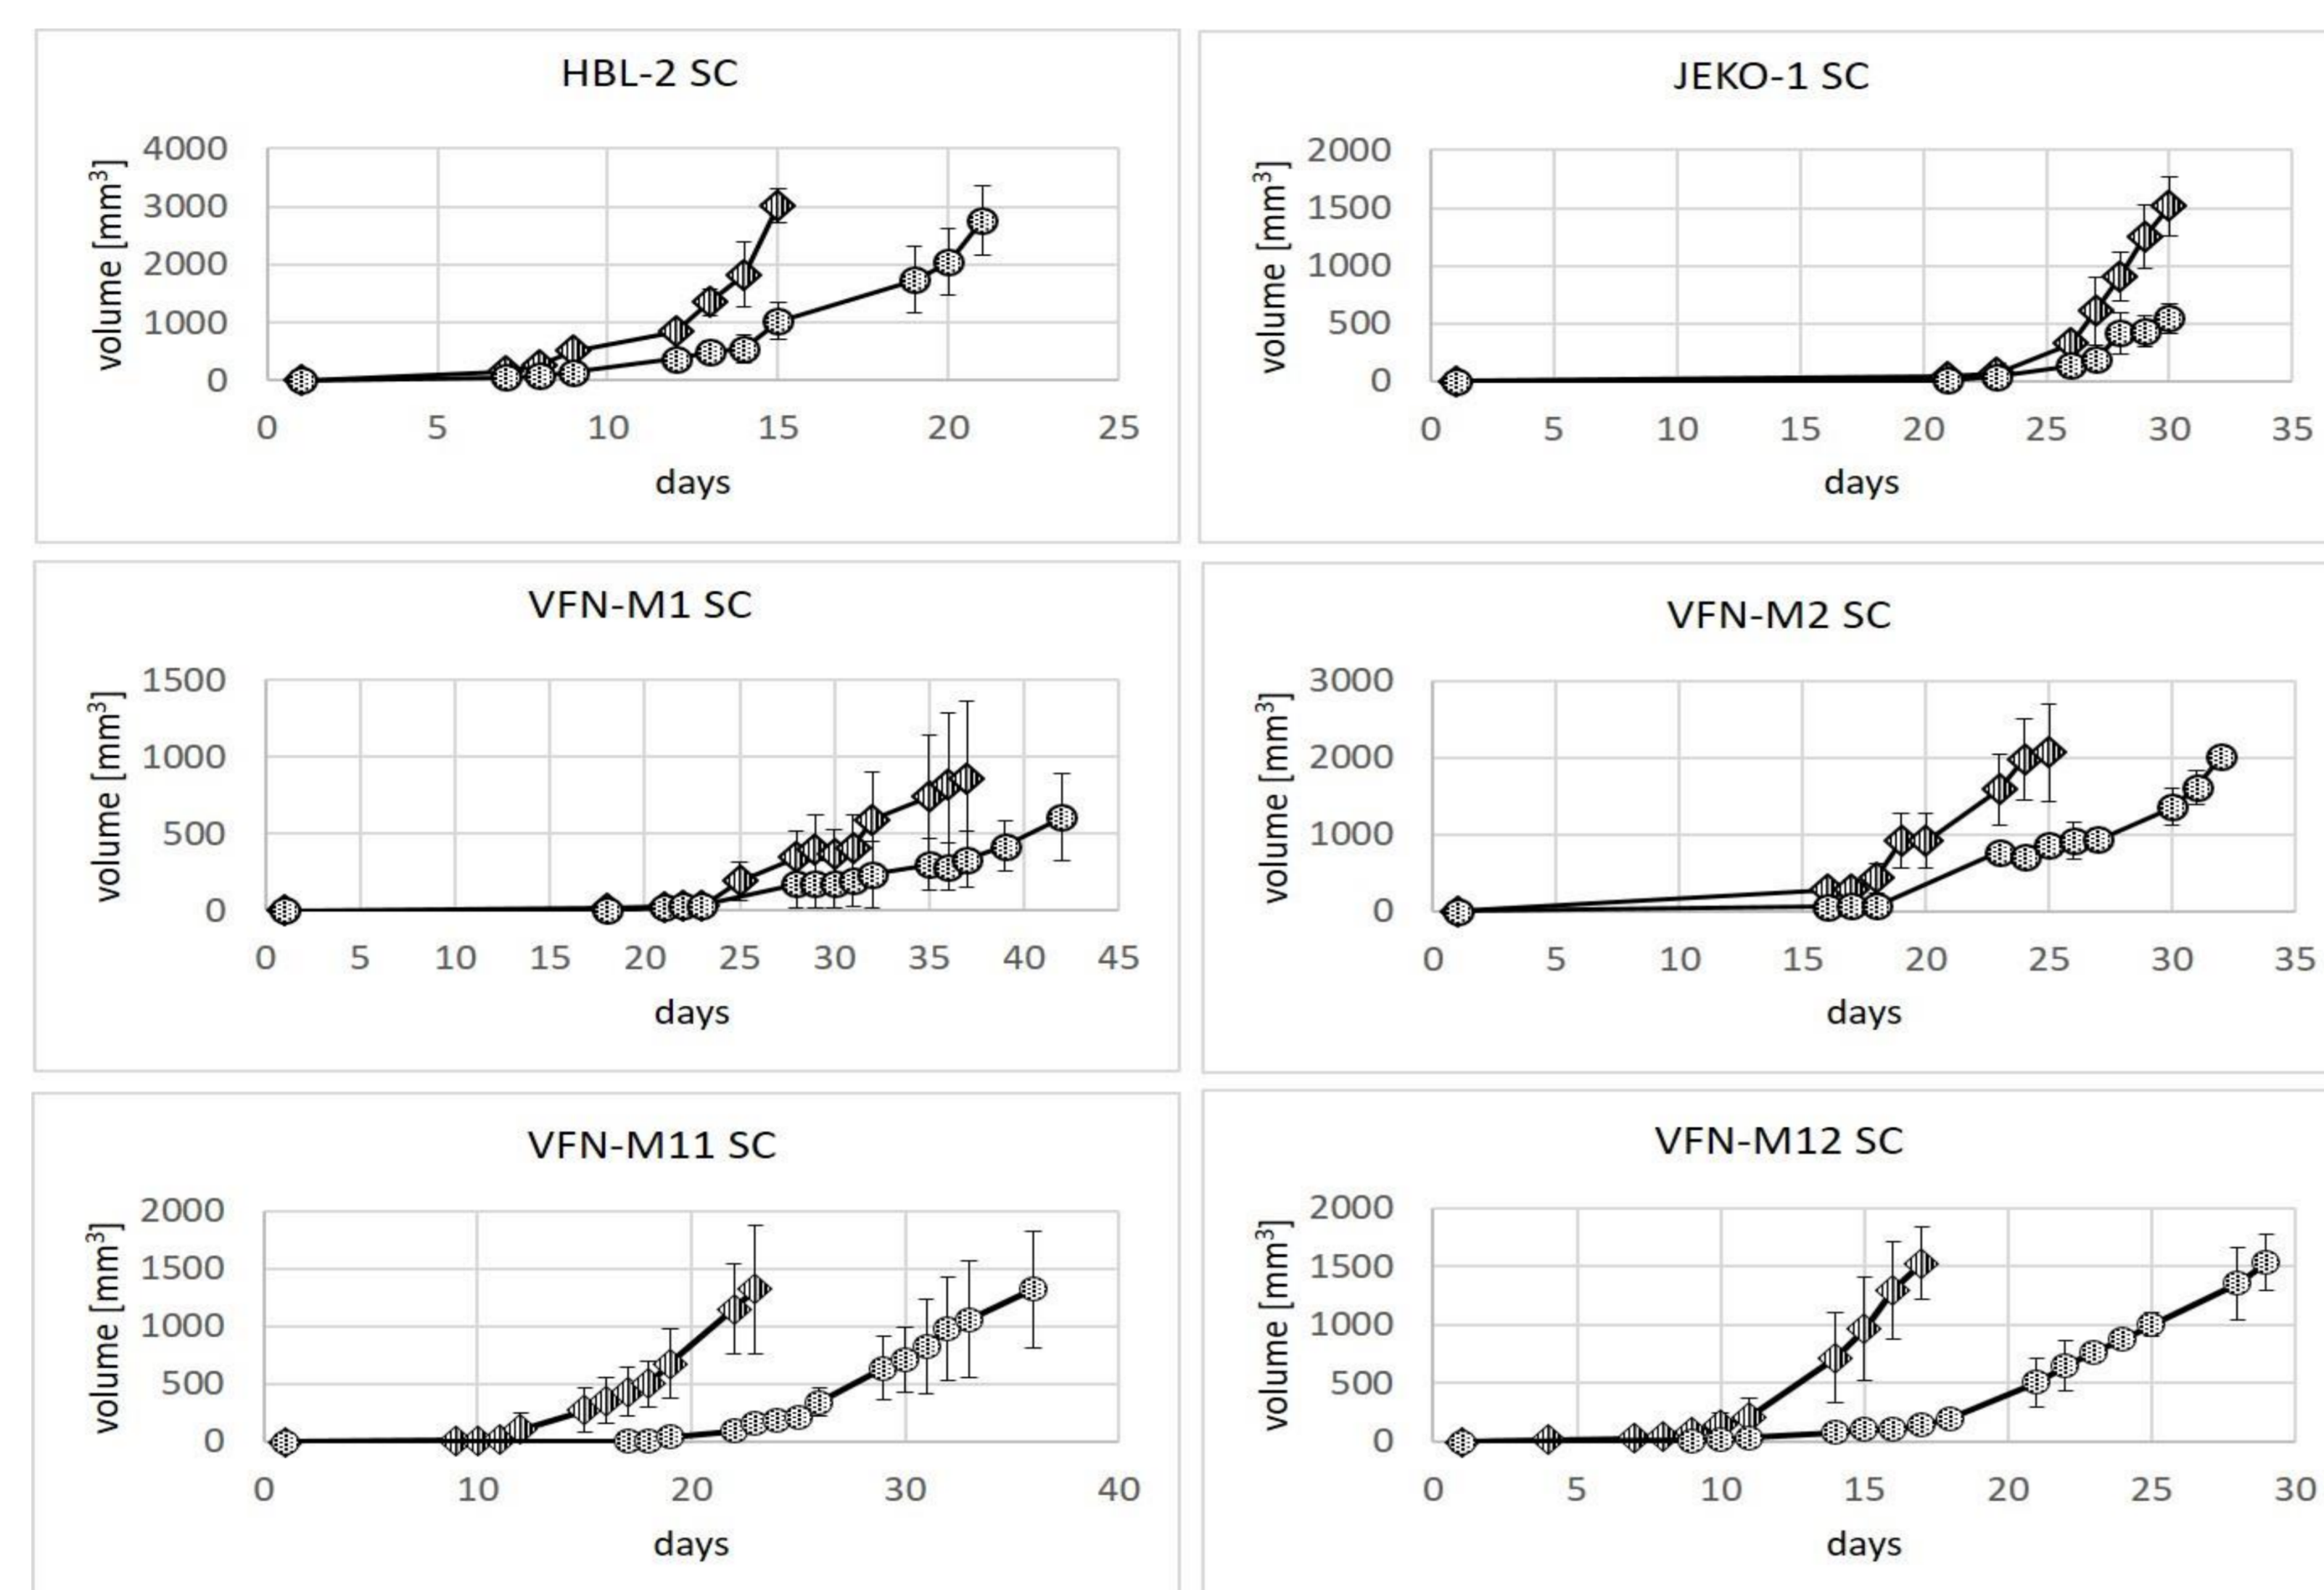 HBL-2 SC
volume [mm³]
4000
3000
2000
1000
0
0 5 10 15 20 25
days
JEKO-1 SC
volume [mm³]
2000
1500
1000
500
0
0 5 10 15 20 25 30 35
days
VFN-M1 SC
volume [mm³]
1500
1000
500
0
0 5 10 15 20 25 30 35 40 45
days
VFN-M2 SC
volume [mm³]
3000
2000
1000
0
0 5 10 15 20 25 30 35
days
VFN-M11 SC
volume [mm³]
2000
1500
1000
500
0
0 10 20 30 40
days
VFN-M12 SC
volume [mm³]
2000
1500
1000
500
0
0 5 10 15 20 25 30
days